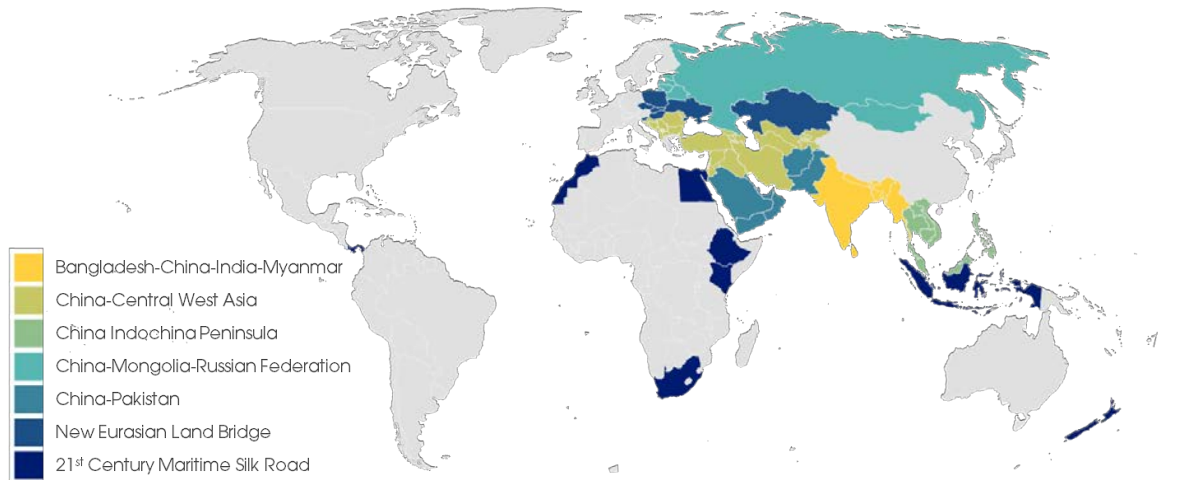 Bangladesh-China-India-Myanmar
China-Central West Asia
China Indochina Peninsula
China-Mongolia-Russian Federation
China-Pakistan
New Eurasian Land Bridge
21st Century Maritime Silk Road